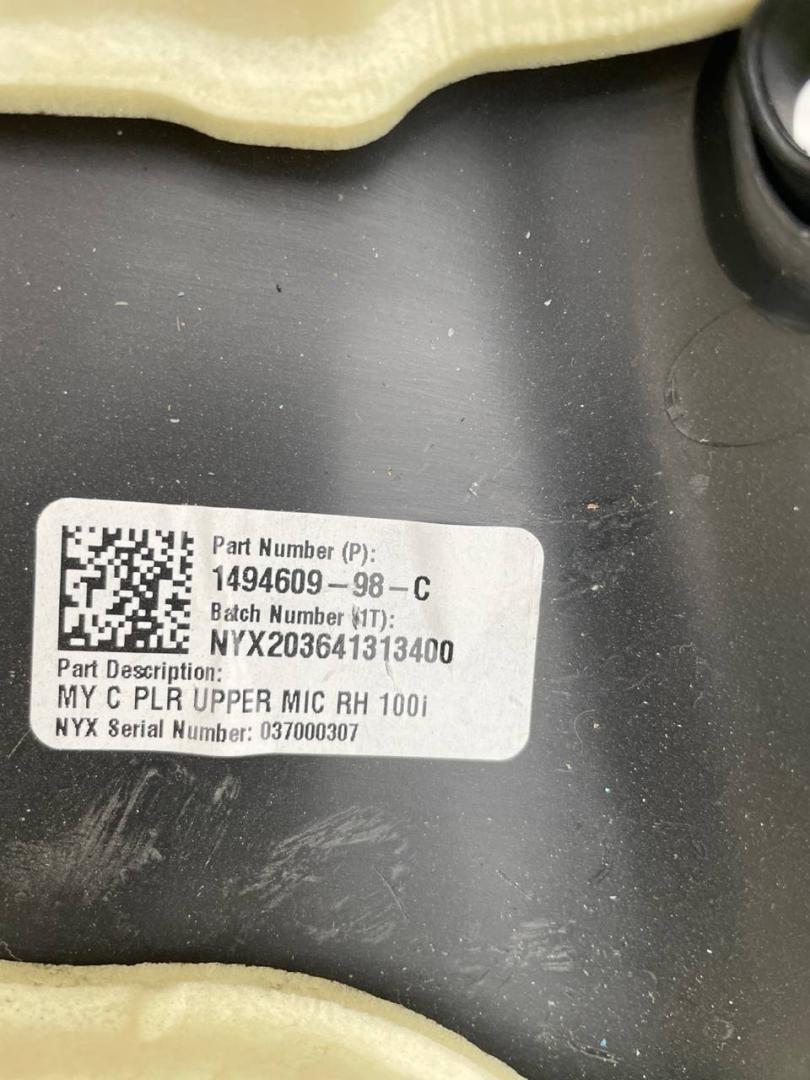 Part Number (P):
1494609-98-C
Batch Number (1T):
NYX203641313400
Part Description:
MY C PLR UPPER MIC RH 100i
NYX Serial Number: 037000307